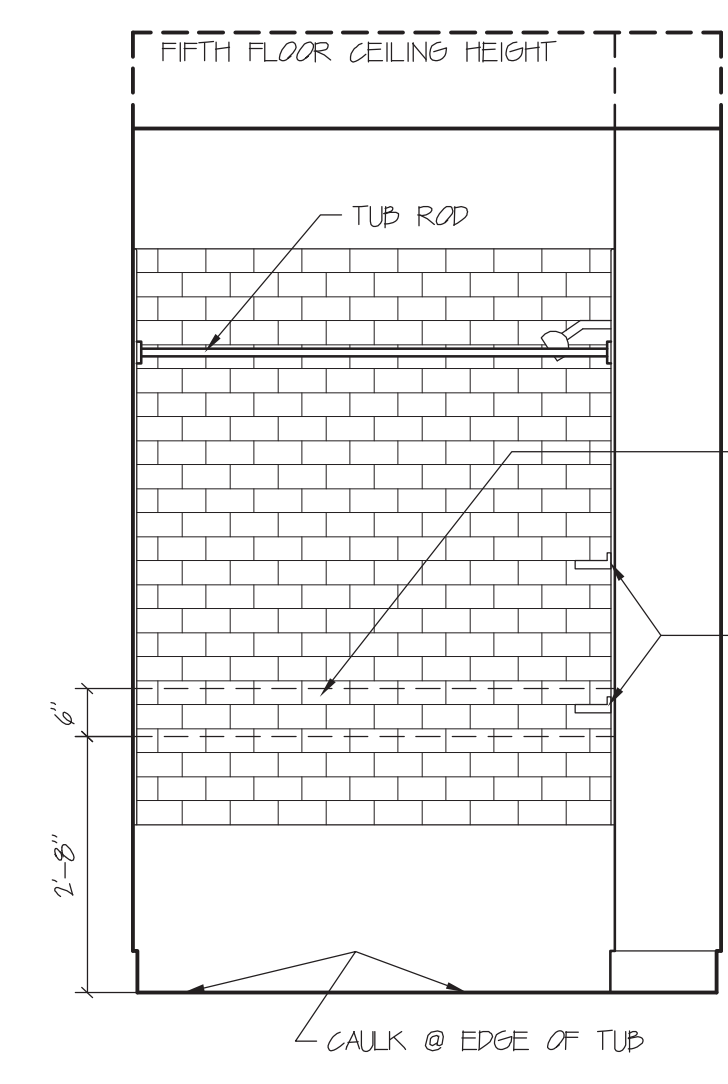 FIFTH FLOOR CEILING HEIGHT
TUB ROD
6"
2'-8"
CAULK @ EDGE OF TUB